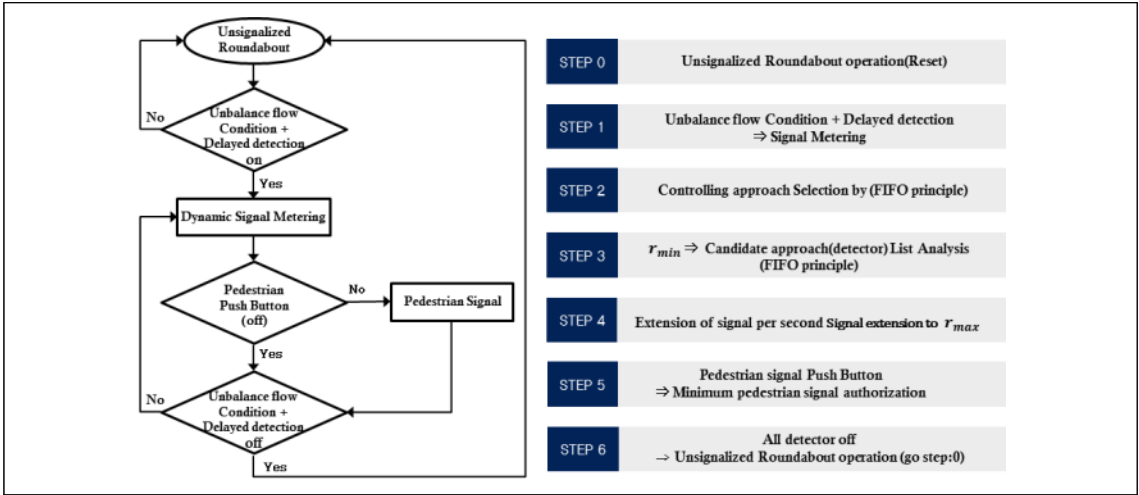 Unsignalized
Roundabout
No
Unbalance flow
Condition +
Delayed detection
on
Yes
Dynamic Signal Metering
Pedestrian
Push Button
(off)
No
Pedestrian Signal
Yes
No
Unbalance flow
Condition +
Delayed detection
off
Yes
STEP 0
Unsignalized Roundabout operation(Reset)
STEP 1
Unbalance flow Condition + Delayed detection
⇒ Signal Metering
STEP 2
Controlling approach Selection by (FIFO principle)
STEP 3
r_min ⇒ Candidate approach(detector) List Analysis
(FIFO principle)
STEP 4
Extension of signal per second Signal extension to r_max
STEP 5
Pedestrian signal Push Button
⇒ Minimum pedestrian signal authorization
STEP 6
All detector off
→ Unsignalized Roundabout operation (go step:0)